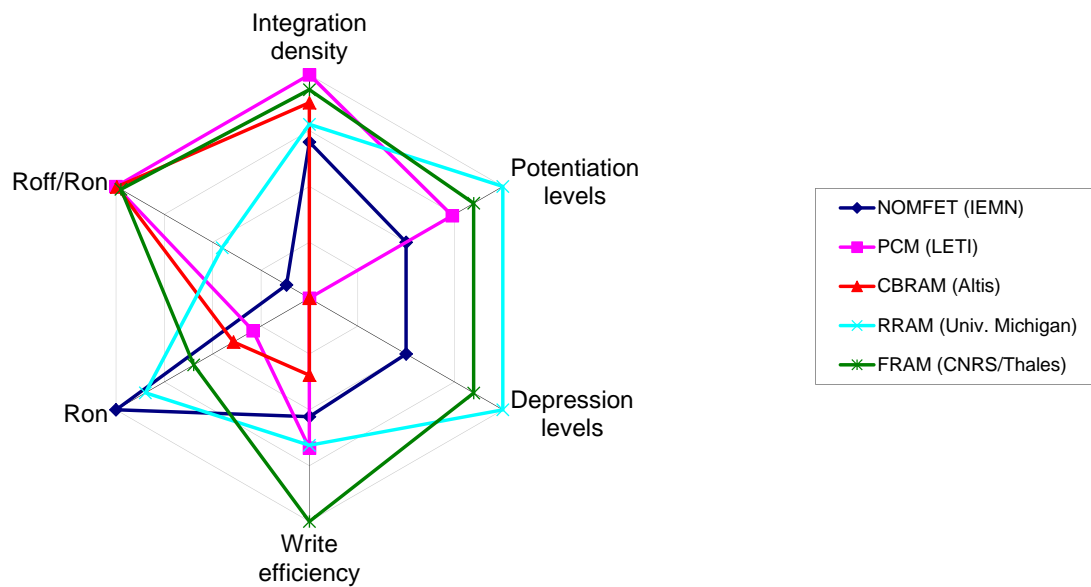 Integration
density
Potentiation
levels
Depression
levels
Write
efficiency
Ron
Roff/Ron
NOMFET (IEMN)
PCM (LETI)
CBRAM (Altis)
RRAM (Univ. Michigan)
FRAM (CNRS/Thales)